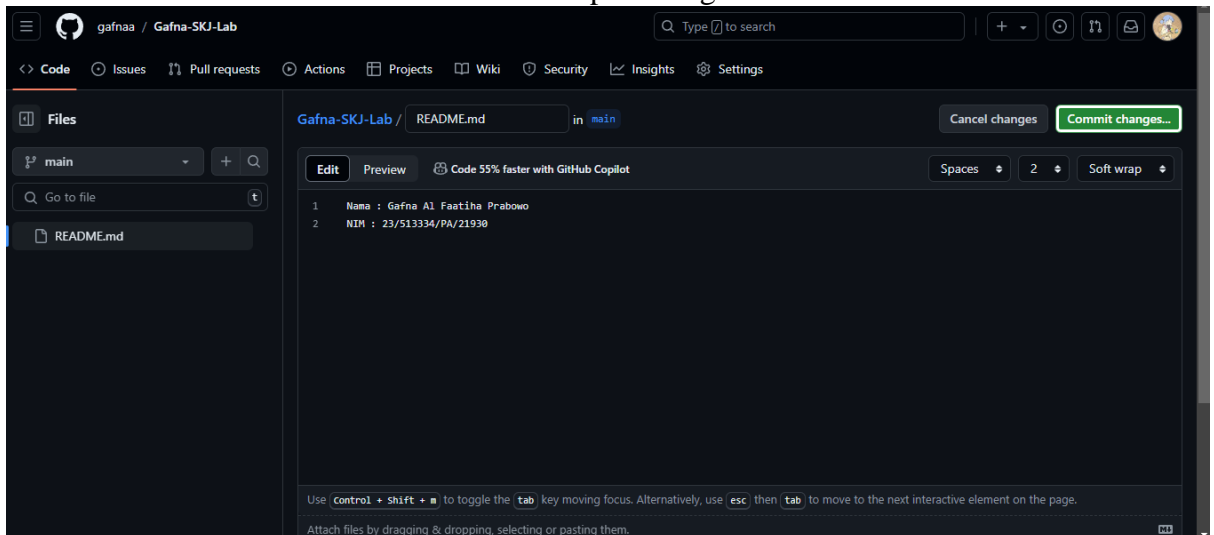 gafnaa / Gafna-SKJ-Lab
Type / to search
Code Issues Pull requests Actions Projects Wiki Security Insights Settings
Files
Gafna-SKJ-Lab / README.md in main
Cancel changes Commit changes...
main
Edit Preview Code 55% faster with GitHub Copilot
Spaces 2 Soft wrap
Go to file t
1 Nama : Gafna Al Faatiha Prabowo
2 NIM : 23/513334/PA/21930
README.md
Use Control + Shift + m to toggle the tab key moving focus. Alternatively, use esc then tab to move to the next interactive element on the page.
Attach files by dragging & dropping, selecting or pasting them.